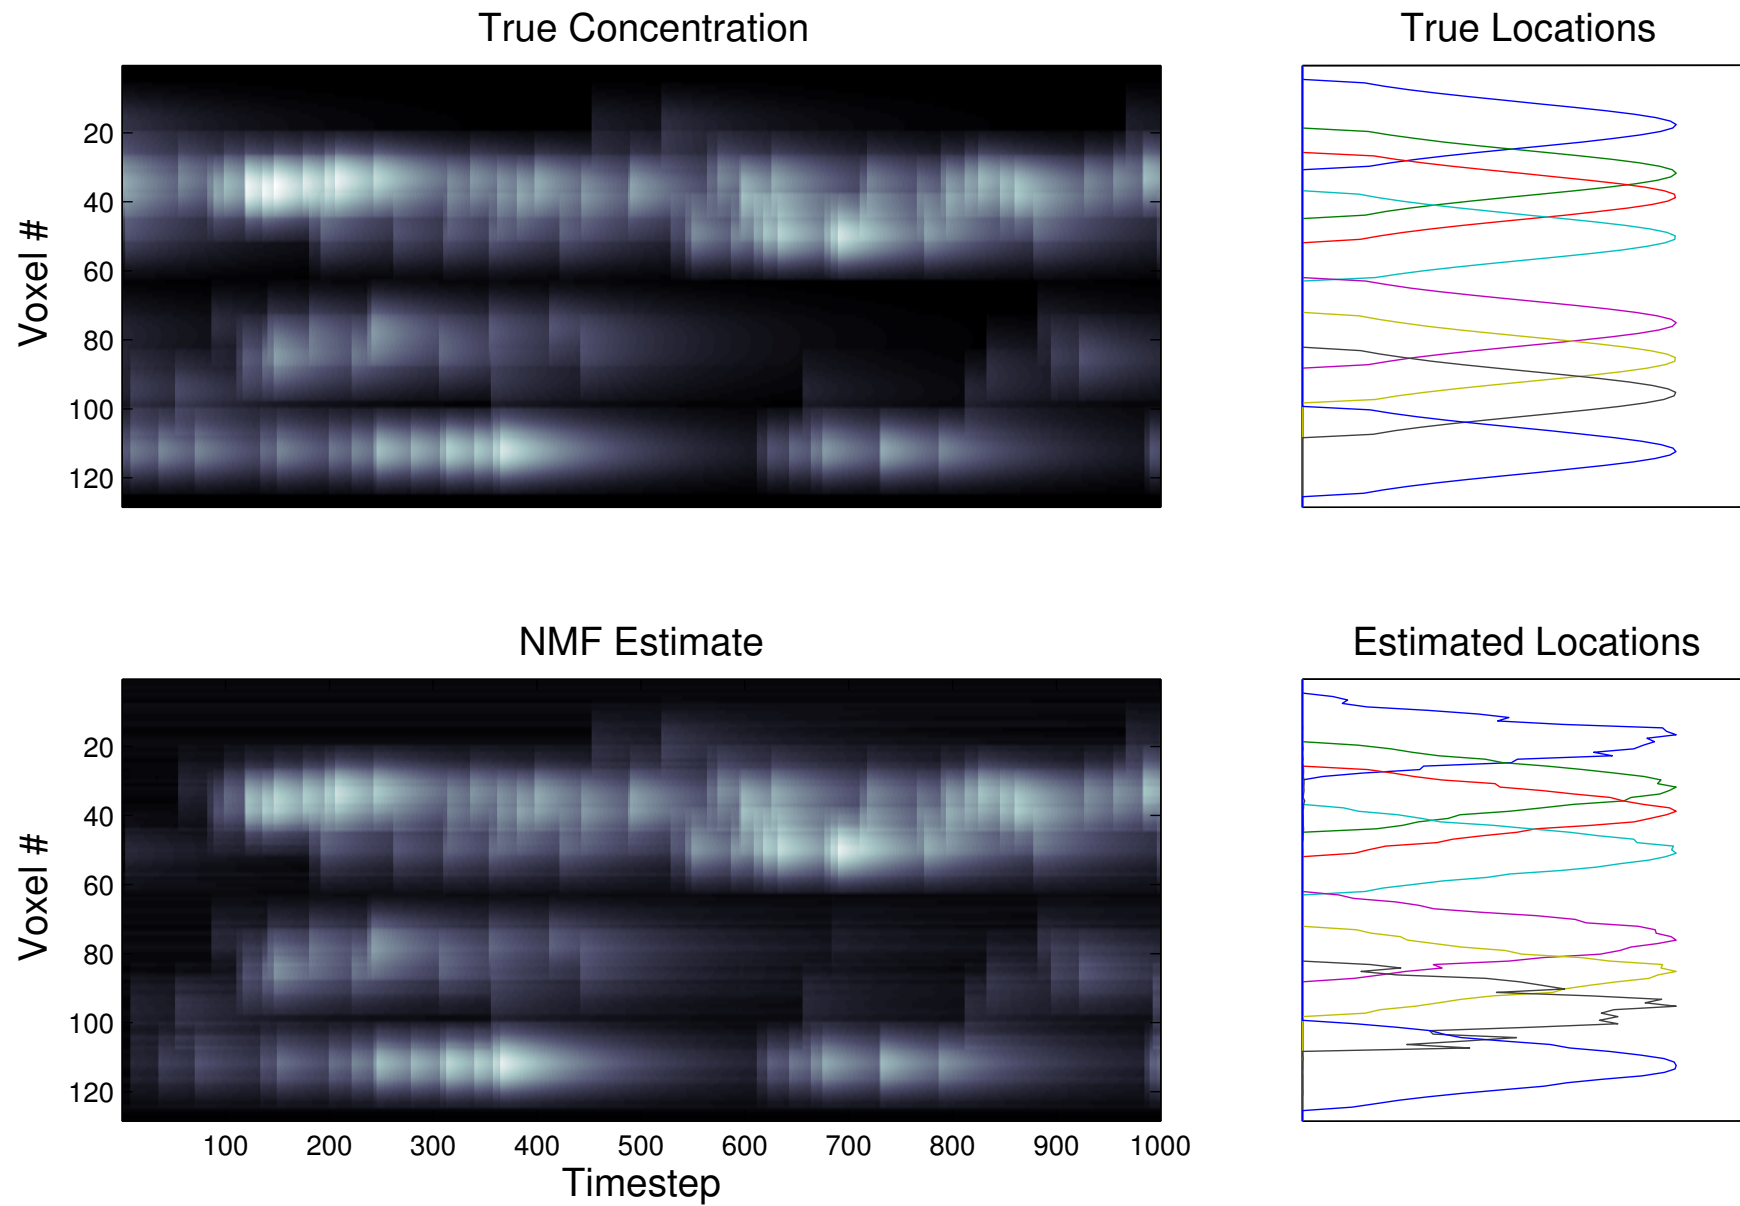 True Concentration
True Locations
Voxel #
20
40
60
80
100
120
NMF Estimate
Estimated Locations
Voxel #
20
40
60
80
100
120
100 200 300 400 500 600 700 800 900 1000
Timestep